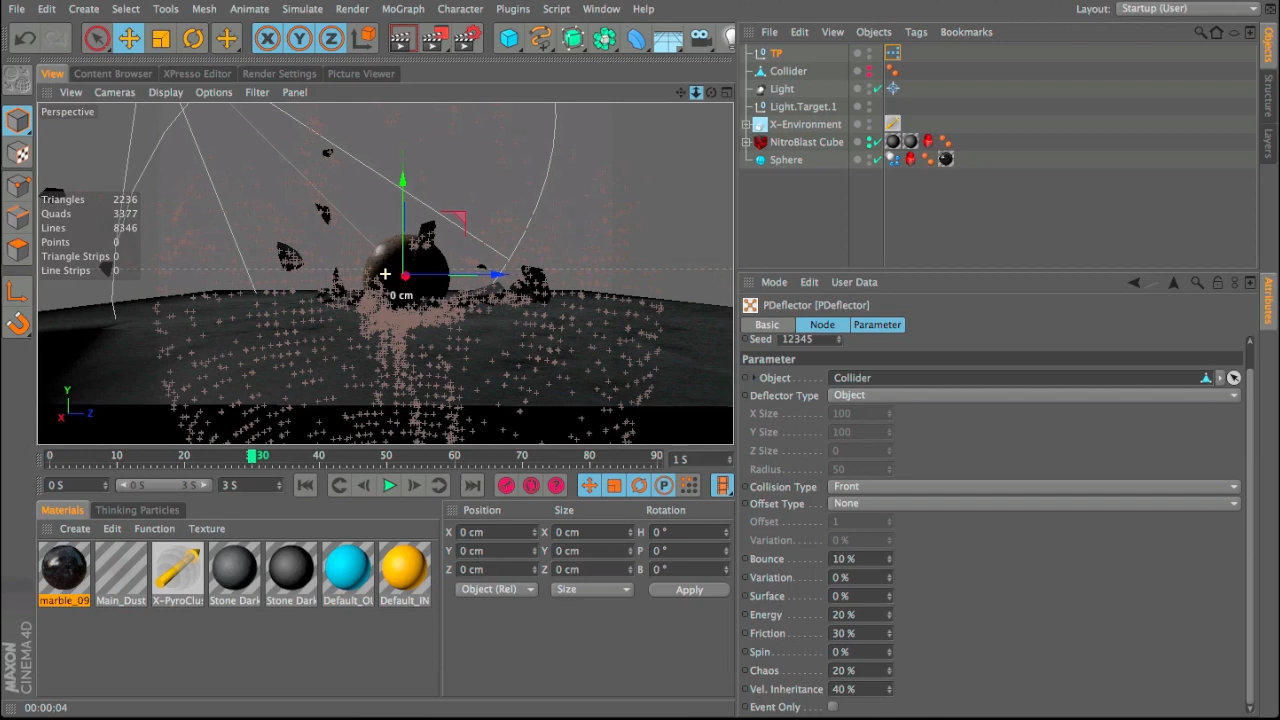 File Edit Create Select Tools Mesh Animate Simulate Render MoGraph Character Plugins Script Window Help Layout: Startup (User)
File Edit View Objects Tags Bookmarks
TP
Collider
Light
Light.Target.1
X-Environment
NitroBlast Cube
Sphere
Objects
Structure
Layers
View Content Browser XPresso Editor Render Settings Picture Viewer
View Cameras Display Options Filter Panel
Perspective
Triangles 2236
Quads 3377
Lines 8346
Points 0
Triangle Strips 0
Line Strips 0
0 cm
Y
X Z
0 10 20 30 40 50 60 70 80 90 1 S
0 S 0 S 3 S 3 S
Materials Thinking Particles
Create Edit Function Texture
marble_09 Main_Dust X-PyroClus Stone Dark Stone Dark Default_OU Default_IN
Position Size Rotation
X 0 cm X 0 cm H 0 °
Y 0 cm Y 0 cm P 0 °
Z 0 cm Z 0 cm B 0 °
Object (Rel) Size Apply
Mode Edit User Data
PDeflector [PDeflector]
Basic Node Parameter
Seed 12345
Parameter
Object Collider
Deflector Type Object
X Size 100
Y Size 100
Z Size 0
Radius 50
Collision Type Front
Offset Type None
Offset 1
Variation 0 %
Bounce 10 %
Variation 0 %
Surface 0 %
Energy 20 %
Friction 30 %
Spin 0 %
Chaos 20 %
Vel. Inheritance 40 %
Event Only
Attributes
MAXON
CINEMA4D
00:00:04